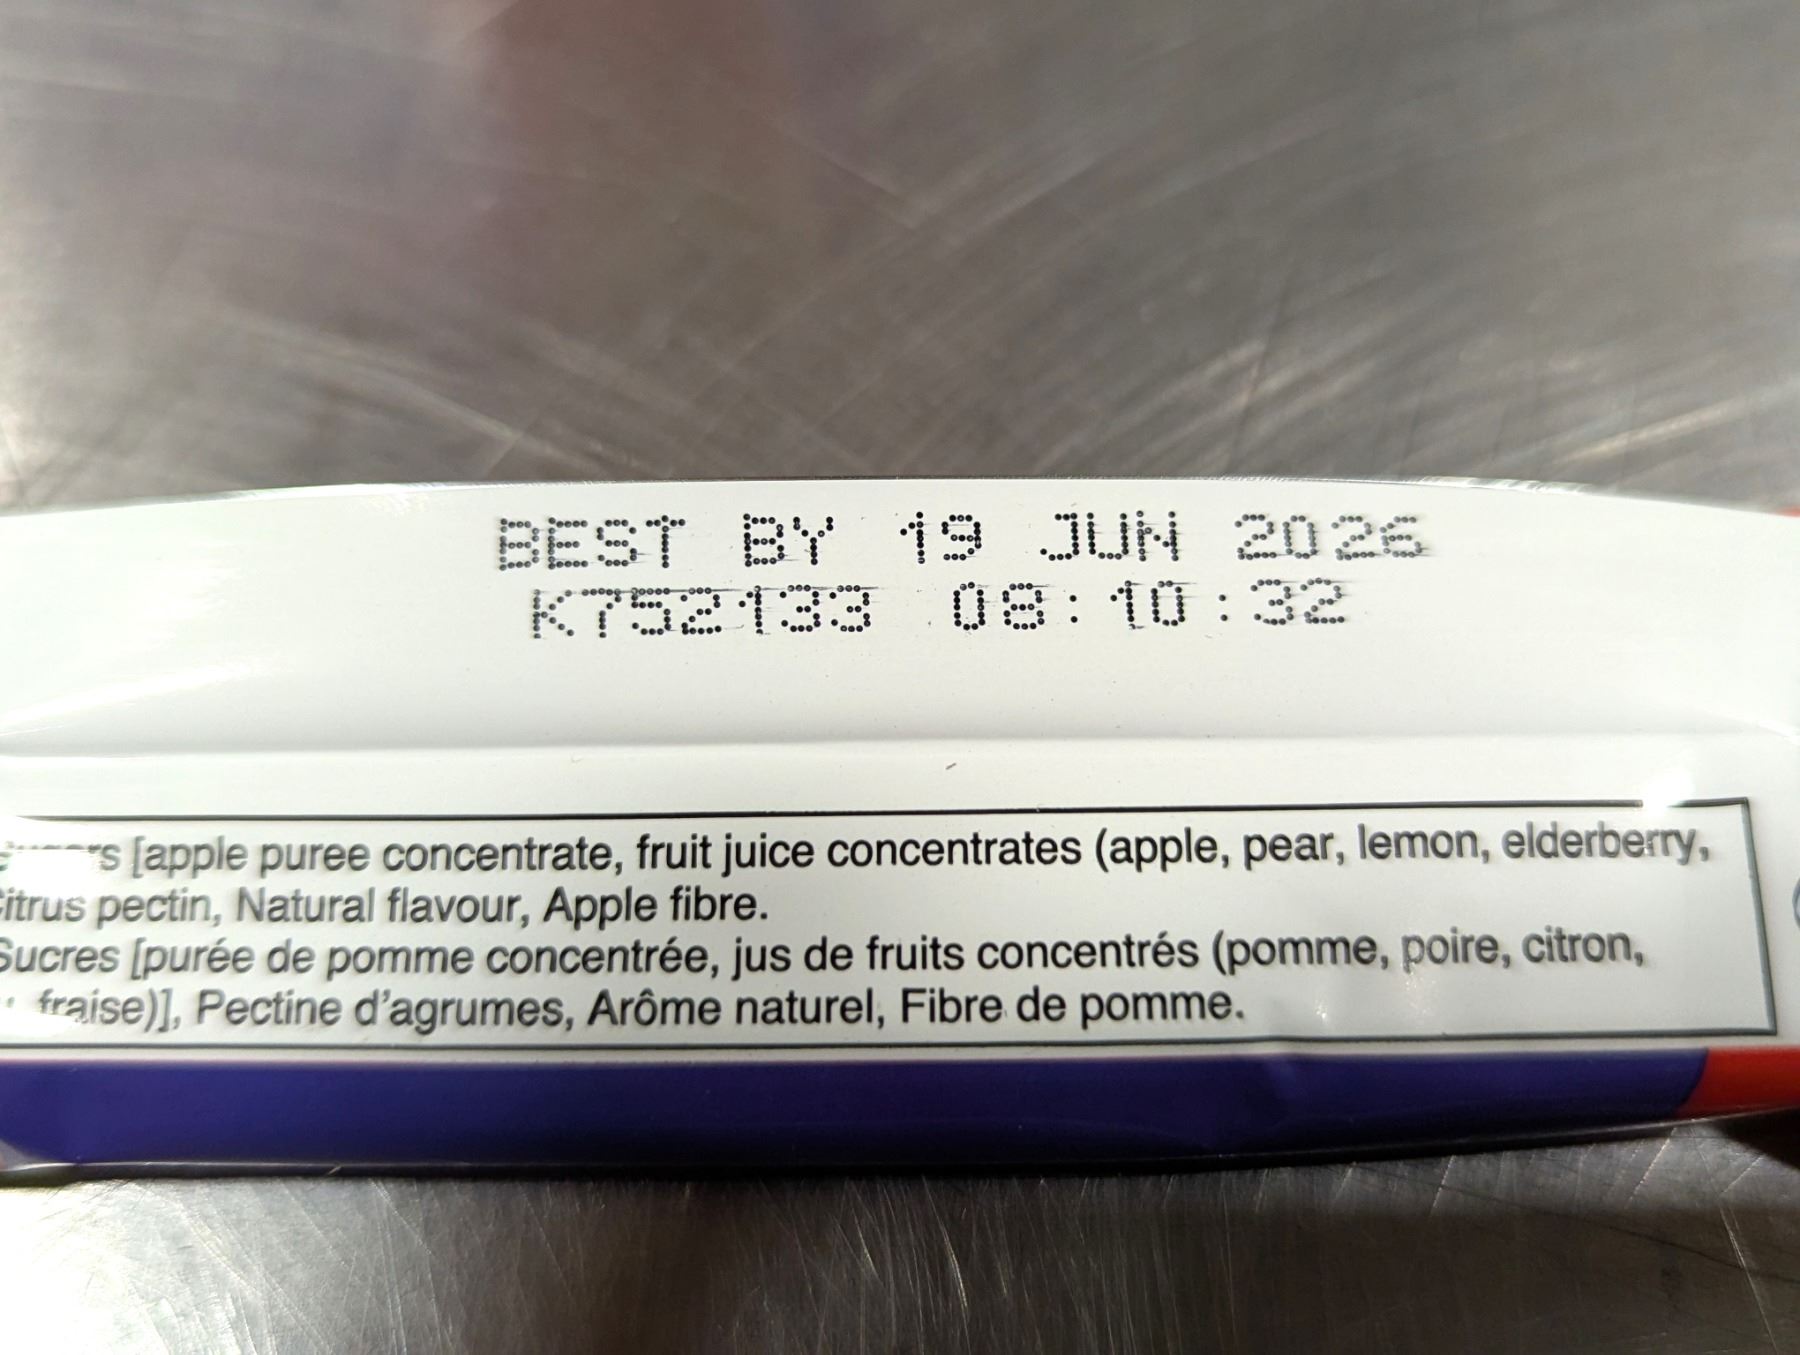 BEST BY 19 JUN 2026
K752133 08:10:32
[apple puree concentrate, fruit juice concentrates (apple, pear, lemon, elderberry,
pectin, Natural flavour, Apple fibre.
Sucres [purée de pomme concentrée, jus de fruits concentrés (pomme, poire, citron,
fraise)], Pectine d'agrumes, Arôme naturel, Fibre de pomme.